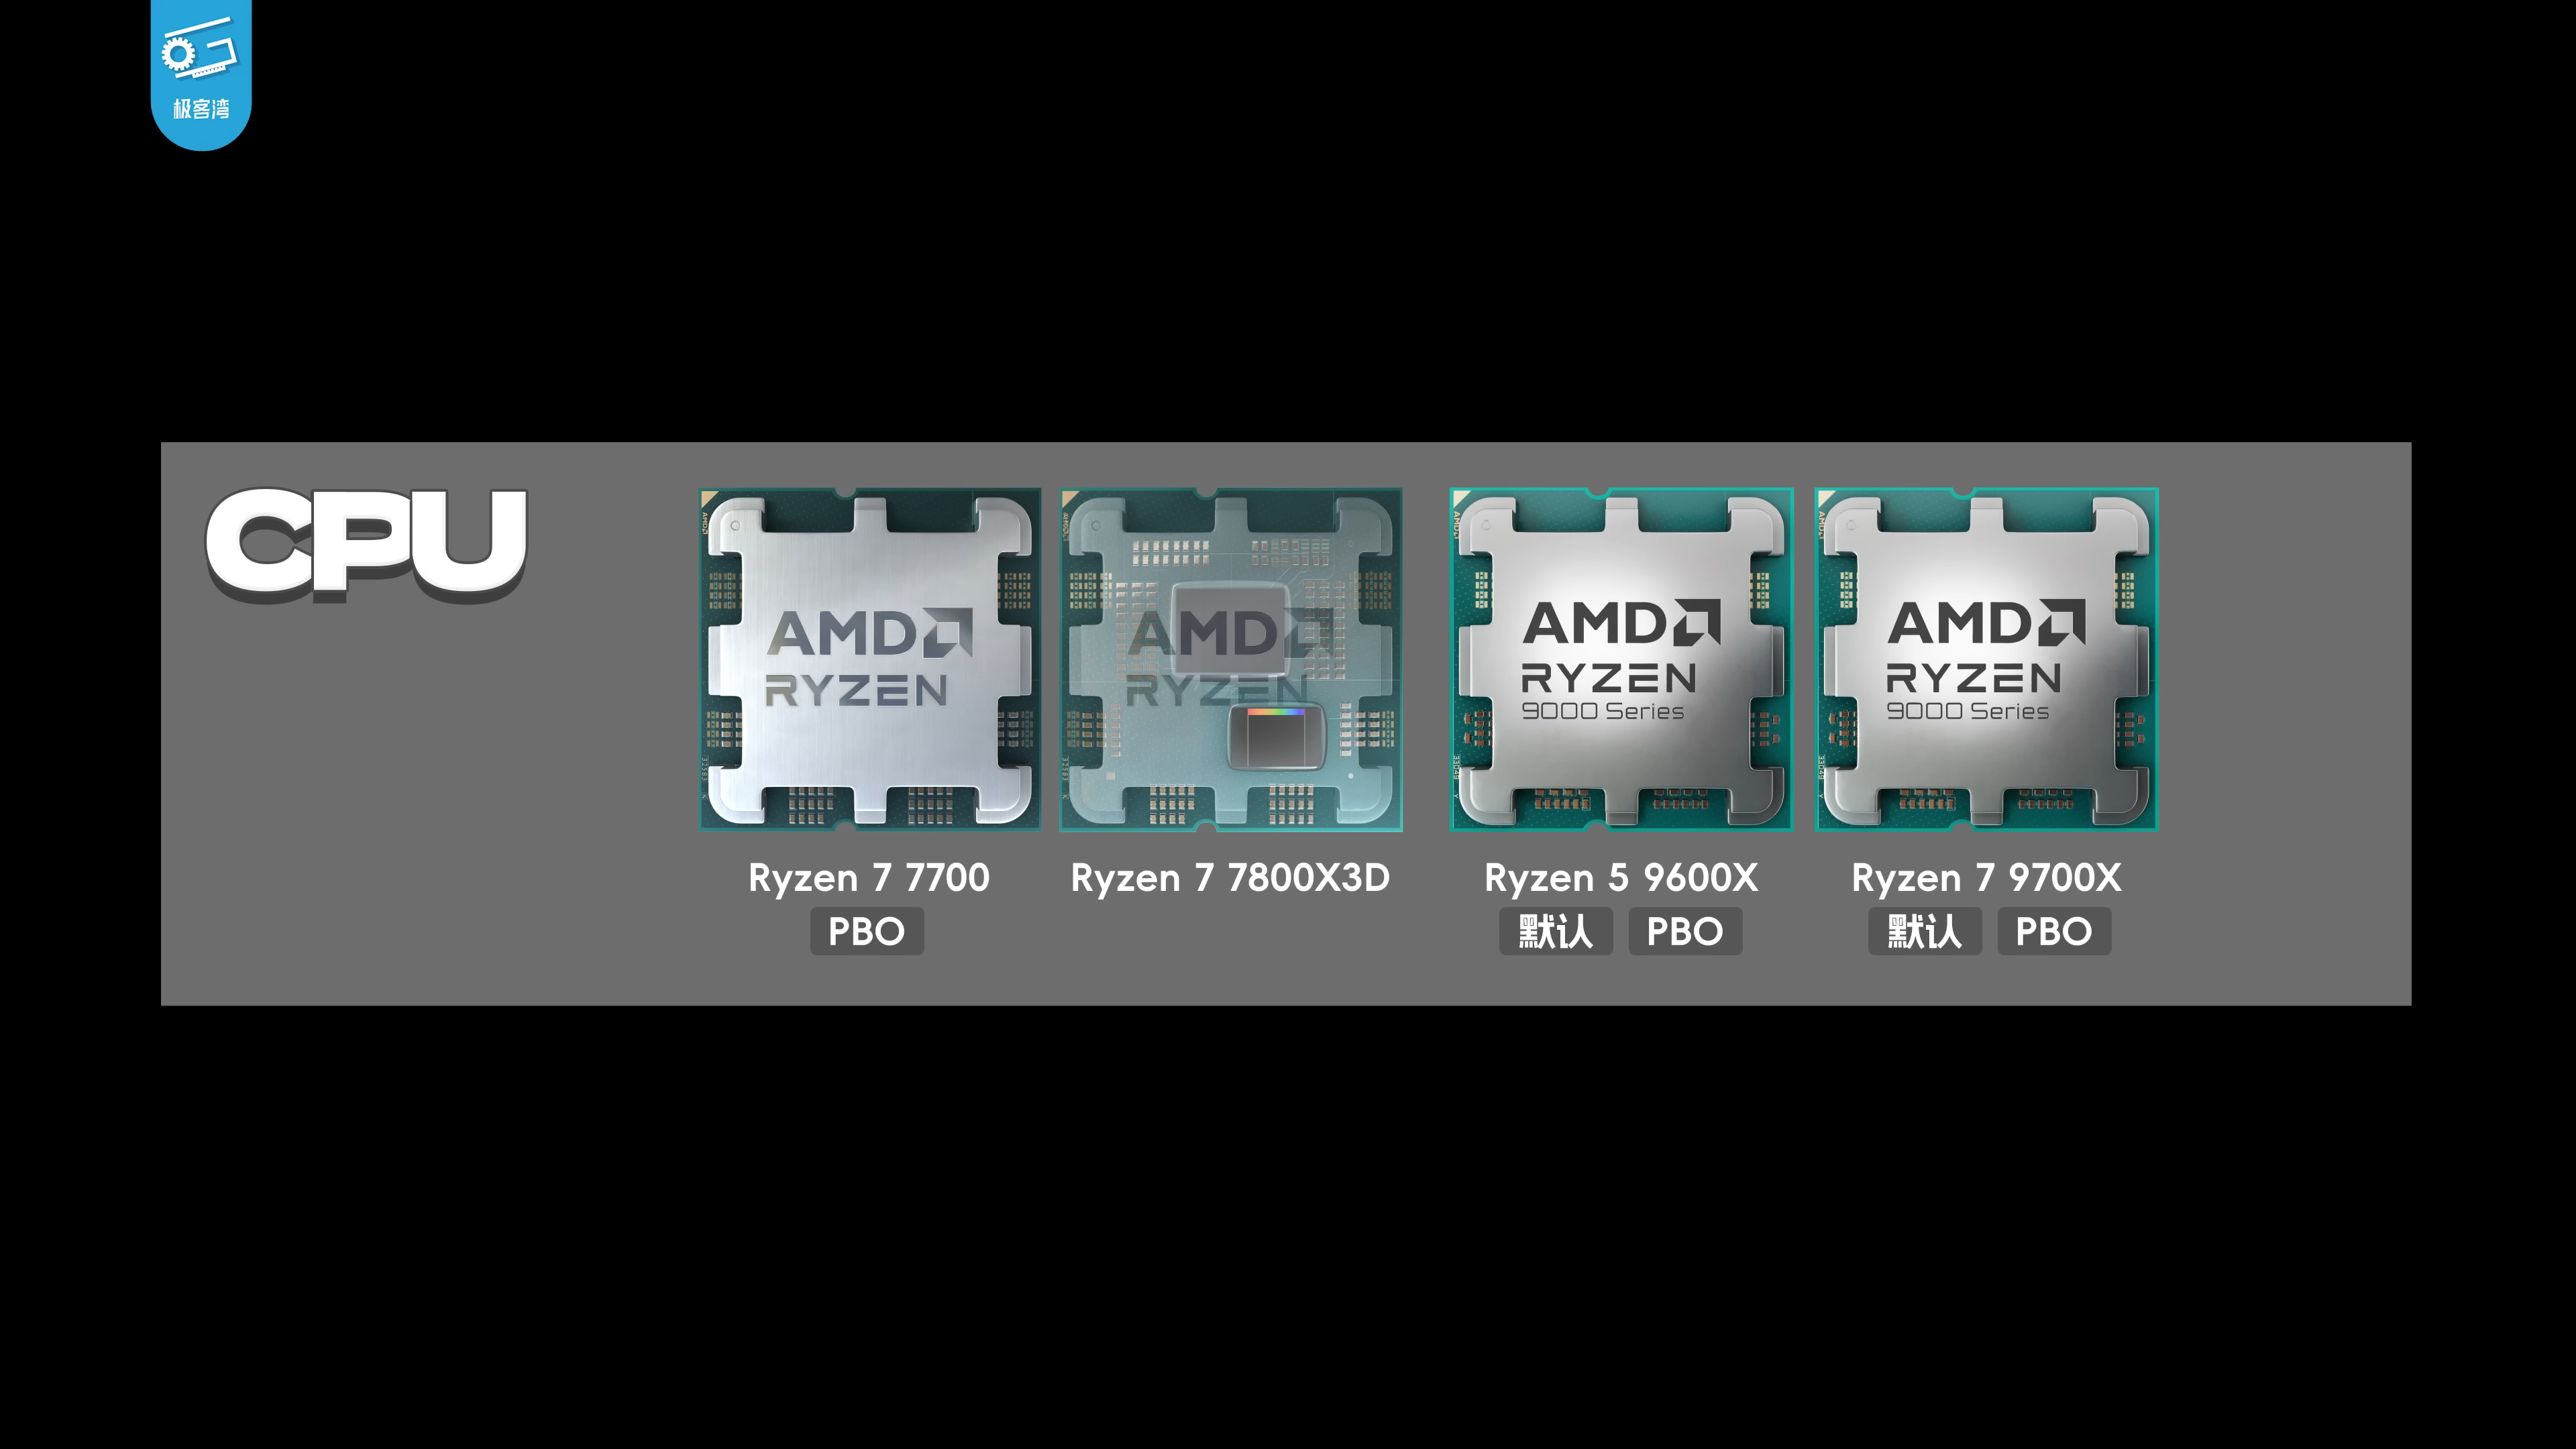 极客湾
CPU
AMD
RYZEN
AMD
RYZEN
AMD
RYZEN
9000 Series
AMD
RYZEN
9000 Series
Ryzen 7 7700
Ryzen 7 7800X3D
Ryzen 5 9600X
Ryzen 7 9700X
PBO
默认 PBO
默认 PBO